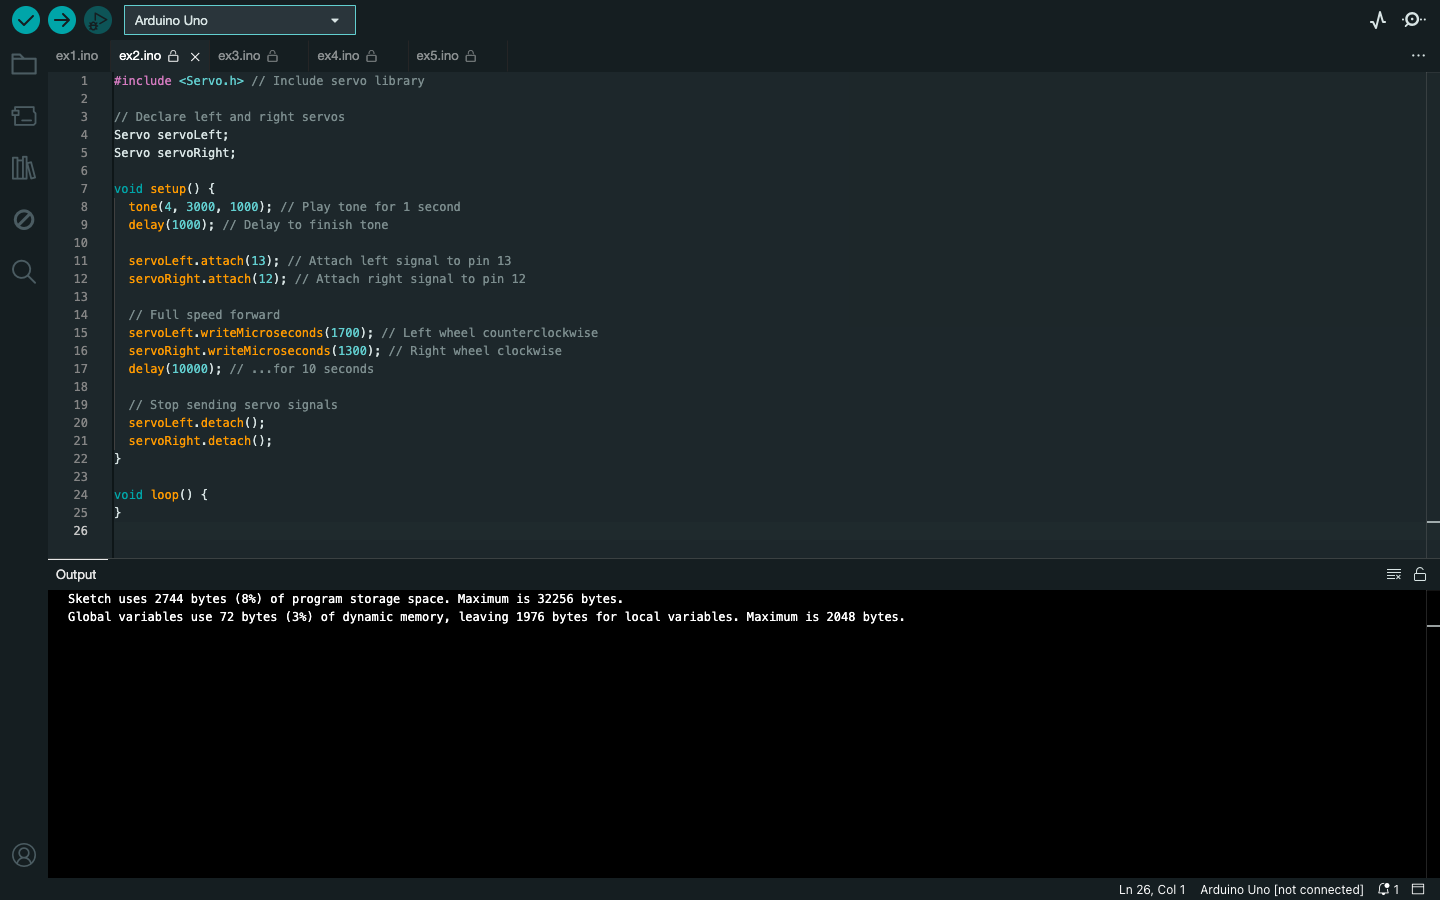 Arduino Uno
ex1.ino ex2.ino ex3.ino ex4.ino ex5.ino
1 #include <Servo.h> // Include servo library
2
3 // Declare left and right servos
4 Servo servoLeft;
5 Servo servoRight;
6
7 void setup() {
8 tone(4, 3000, 1000); // Play tone for 1 second
9 delay(1000); // Delay to finish tone
10
11 servoLeft.attach(13); // Attach left signal to pin 13
12 servoRight.attach(12); // Attach right signal to pin 12
13
14 // Full speed forward
15 servoLeft.writeMicroseconds(1700); // Left wheel counterclockwise
16 servoRight.writeMicroseconds(1300); // Right wheel clockwise
17 delay(10000); // ...for 10 seconds
18
19 // Stop sending servo signals
20 servoLeft.detach();
21 servoRight.detach();
22 }
23
24 void loop() {
25 }
26
Output
Sketch uses 2744 bytes (8%) of program storage space. Maximum is 32256 bytes.
Global variables use 72 bytes (3%) of dynamic memory, leaving 1976 bytes for local variables. Maximum is 2048 bytes.
Ln 26, Col 1 Arduino Uno [not connected] 1